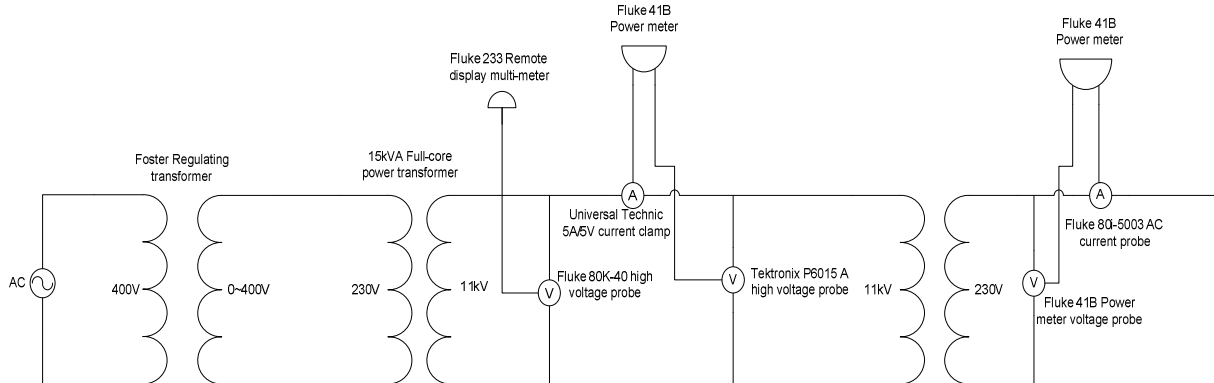 Fluke 41B
Power meter
Fluke 41B
Power meter
Fluke 233 Remote
display multi-meter
Foster Regulating
transformer
15kVA Full-core
power transformer
A
Universal Technic
5A/5V current clamp
A
Fluke 80i-5003 AC
current probe
AC
400V
0~400V
230V
11kV
V
Fluke 80K-40 high
voltage probe
V
Tektronix P6015 A
high voltage probe
11kV
230V
V
Fluke 41B Power
meter voltage probe